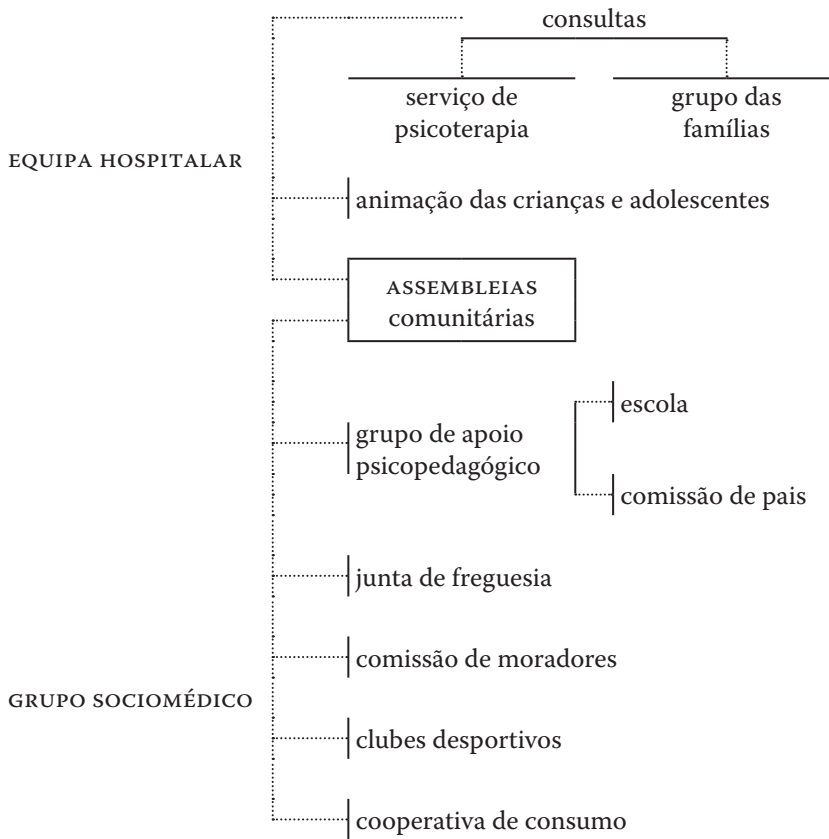 consultas
serviço de
psicoterapia
grupo das
famílias
EQUIPA HOSPITALAR
animação das crianças e adolescentes
ASSEMBLEIAS
comunitárias
escola
grupo de apoio
psicopedagógico
comissão de pais
junta de freguesia
comissão de moradores
GRUPO SOCIOMÉDICO
clubes desportivos
cooperativa de consumo